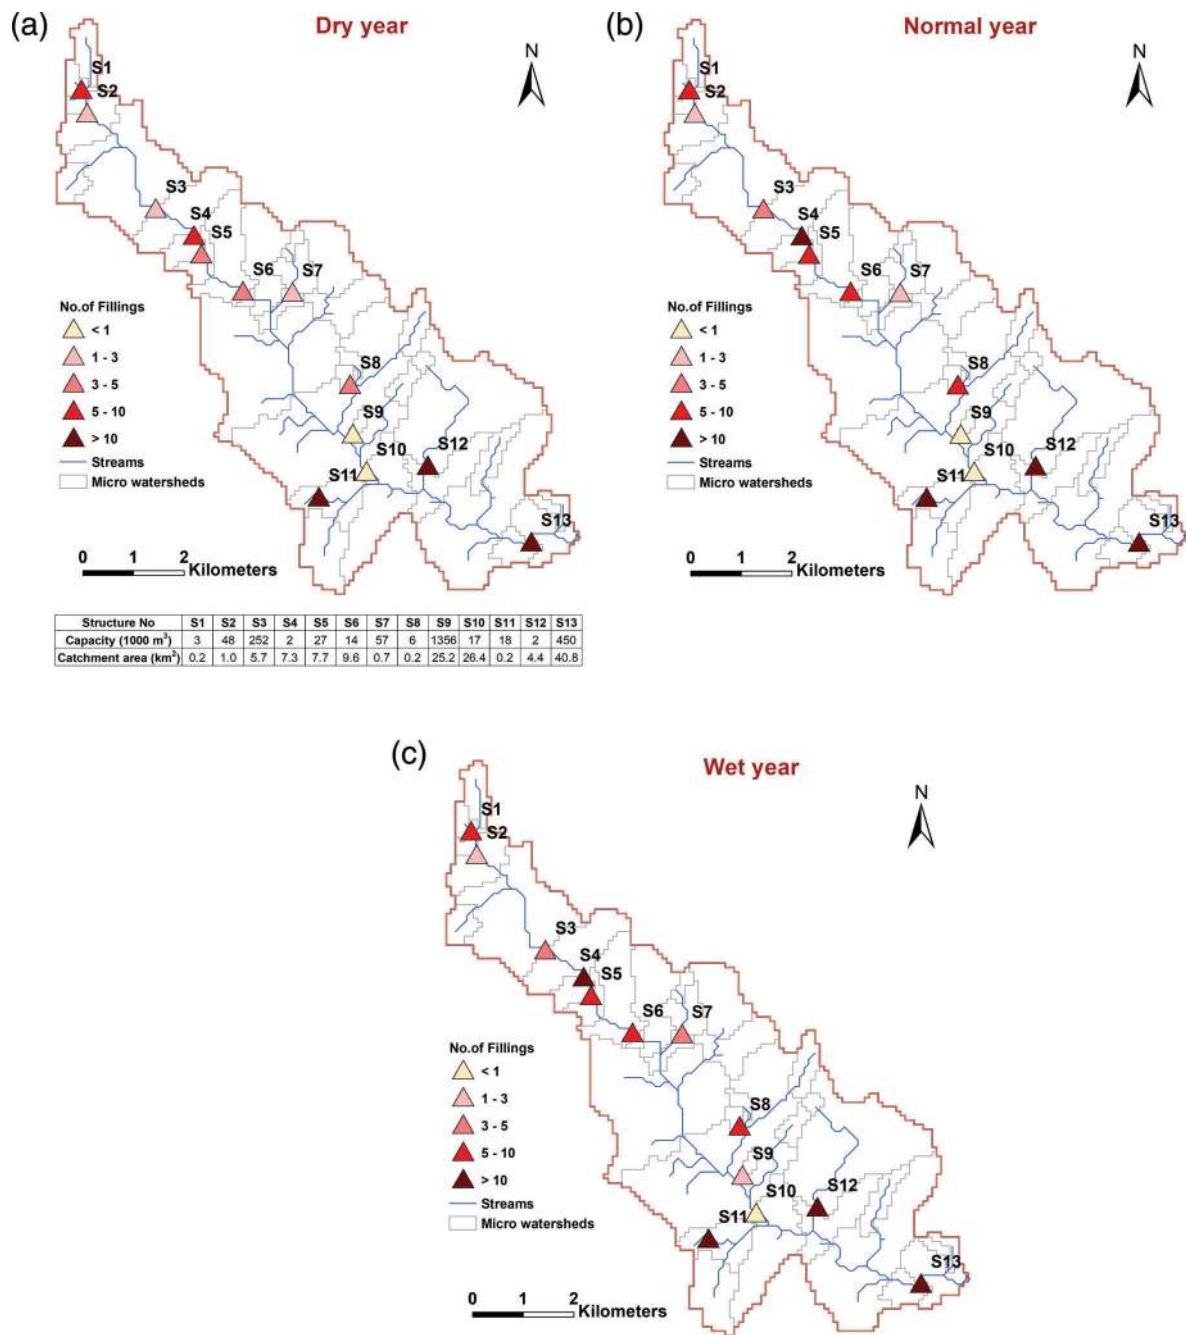 (a)
Dry year
N
S1
S2
S3
S4
S5
S6
S7
S8
S9
S10
S11
S12
S13
No.of Fillings
< 1
1 - 3
3 - 5
5 - 10
> 10
Streams
Micro watersheds
0 1 2
Kilometers
Structure No S1 S2 S3 S4 S5 S6 S7 S8 S9 S10 S11 S12 S13
Capacity (1000 m³) 3 48 252 2 27 14 57 6 1356 17 18 2 450
Catchment area (km²) 0.2 1.0 5.7 7.3 7.7 9.6 0.7 0.2 25.2 26.4 0.2 4.4 40.8
(b)
Normal year
N
S1
S2
S3
S4
S5
S6
S7
S8
S9
S10
S11
S12
S13
No.of Fillings
< 1
1 - 3
3 - 5
5 - 10
> 10
Streams
Micro watersheds
0 1 2
Kilometers
(c)
Wet year
N
S1
S2
S3
S4
S5
S6
S7
S8
S9
S10
S11
S12
S13
No.of Fillings
< 1
1 - 3
3 - 5
5 - 10
> 10
Streams
Micro watersheds
0 1 2
Kilometers